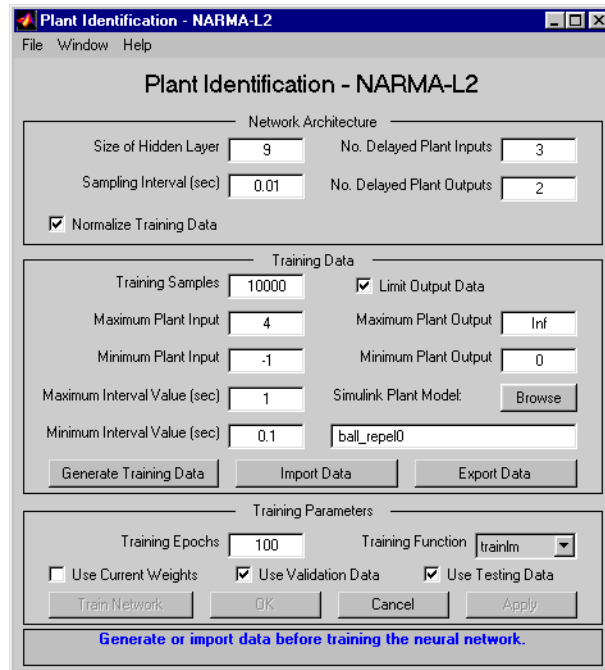 Plant Identification - NARMA-L2
File Window Help
Plant Identification - NARMA-L2
Network Architecture
Size of Hidden Layer 9 No. Delayed Plant Inputs 3
Sampling Interval (sec) 0.01 No. Delayed Plant Outputs 2
Normalize Training Data
Training Data
Training Samples 10000 Limit Output Data
Maximum Plant Input 4 Maximum Plant Output Inf
Minimum Plant Input -1 Minimum Plant Output 0
Maximum Interval Value (sec) 1 Simulink Plant Model: Browse
Minimum Interval Value (sec) 0.1 ball_repel0
Generate Training Data Import Data Export Data
Training Parameters
Training Epochs 100 Training Function trainlm
Use Current Weights Use Validation Data Use Testing Data
Train Network OK Cancel Apply
Generate or import data before training the neural network.